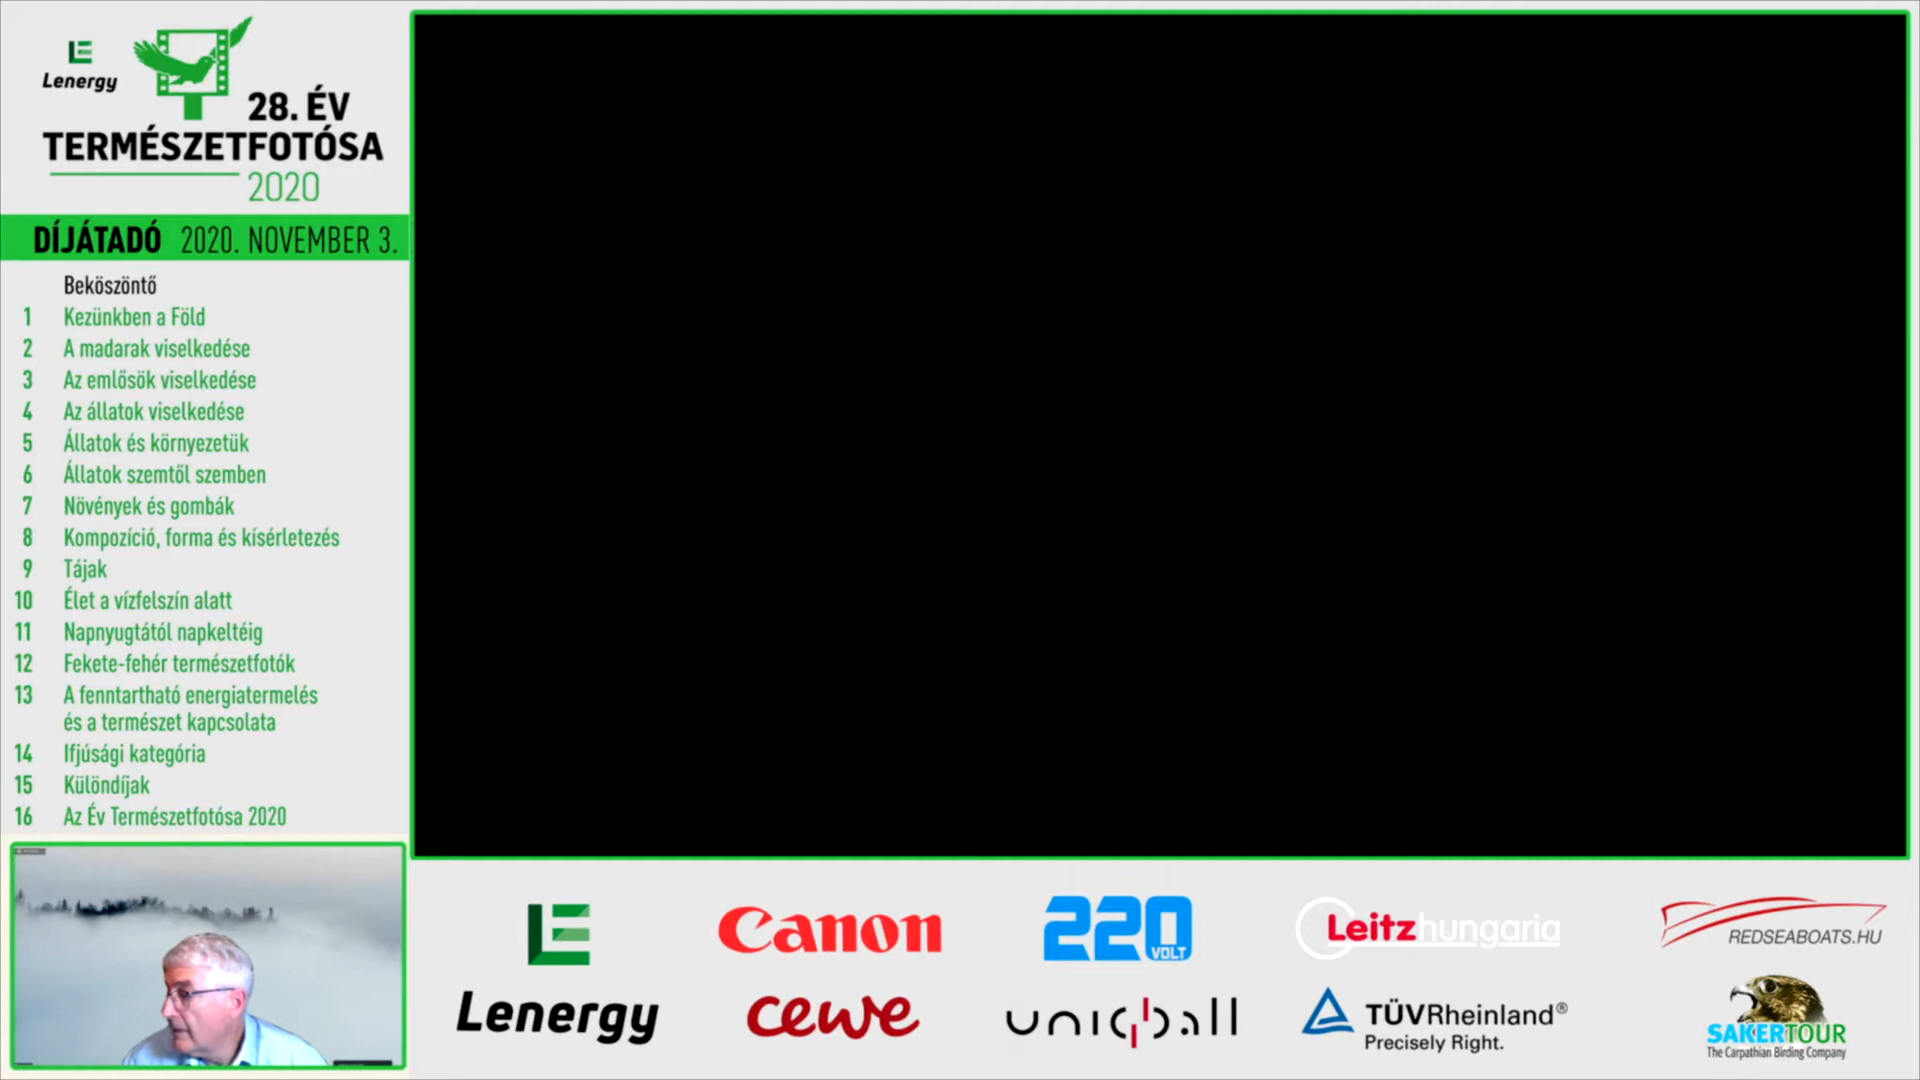 Lenergy
28. ÉV
TERMÉSZETFOTÓSA
2020
DÍJÁTADÓ 2020. NOVEMBER 3.
Beköszöntő
1 Kezünkben a Föld
2 A madarak viselkedése
3 Az emlősök viselkedése
4 Az állatok viselkedése
5 Állatok és környezetük
6 Állatok szemtől szemben
7 Növények és gombák
8 Kompozíció, forma és kísérletezés
9 Tájak
10 Élet a vízfelszín alatt
11 Napnyugtától napkeltéig
12 Fekete-fehér természetfotók
13 A fenntartható energiatermelés
és a természet kapcsolata
14 Ifjúsági kategória
15 Különdíjak
16 Az Év Természetfotósa 2020
Canon
220
VOLT
Leitz hungaria
REDSEABOATS.HU
Lenergy
cewe
uniqball
TÜVRheinland®
Precisely Right.
SAKERTOUR
The Carpathian Birding Company